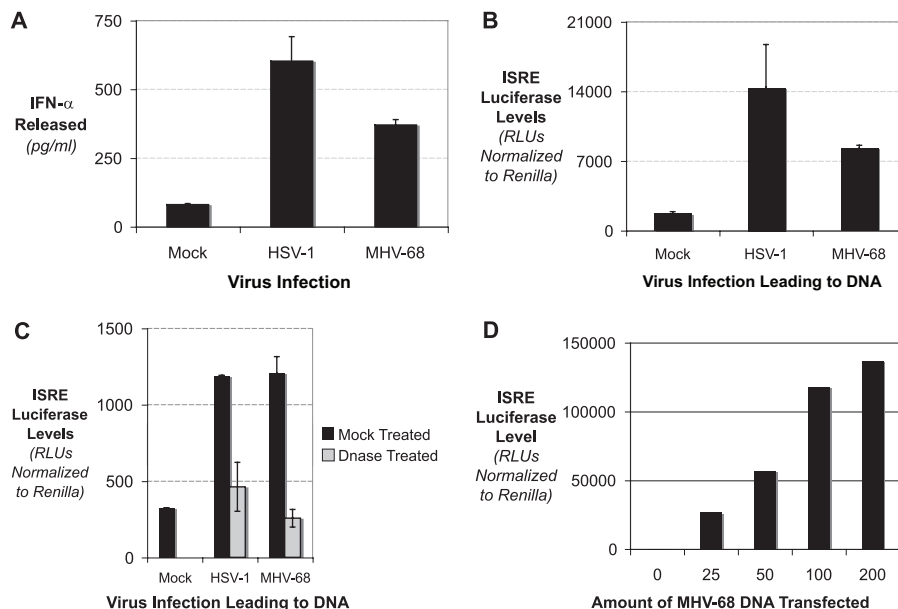 A
IFN-α
Released
(pg/ml)
750
500
250
0
Mock
HSV-1
MHV-68
Virus Infection
B
ISRE
Luciferase
Levels
(RLUs
Normalized
to Renilla)
21000
14000
7000
0
Mock
HSV-1
MHV-68
Virus Infection Leading to DNA
C
ISRE
Luciferase
Levels
(RLUs
Normalized
to Renilla)
1500
1000
500
0
Mock
HSV-1
MHV-68
Mock Treated
Dnase Treated
Virus Infection Leading to DNA
D
ISRE
Luciferase
Level
(RLUs
Normalized
to Renilla)
150000
100000
50000
0
0
25
50
100
200
Amount of MHV-68 DNA Transfected